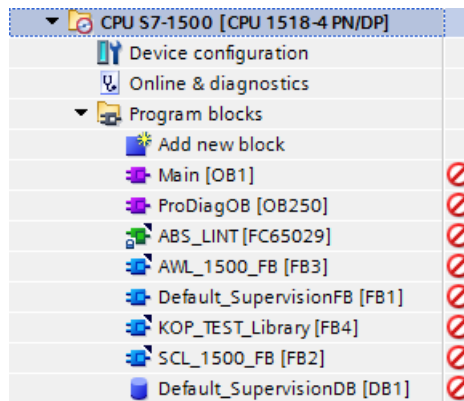 CPU S7-1500 [CPU 1518-4 PN/DP]
Device configuration
Online & diagnostics
Program blocks
Add new block
Main [OB1]
ProDiagOB [OB250]
ABS_LINT [FC65029]
AWL_1500_FB [FB3]
Default_SupervisionFB [FB1]
KOP_TEST_Library [FB4]
SCL_1500_FB [FB2]
Default_SupervisionDB [DB1]